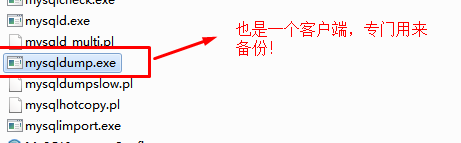 mysqlcheck.exe
mysqld.exe
mysqld_multi.pl
mysqldump.exe
mysqldumpslow.pl
mysqlhotcopy.pl
mysqlimport.exe
也是一个客户端，专门用来
备份！